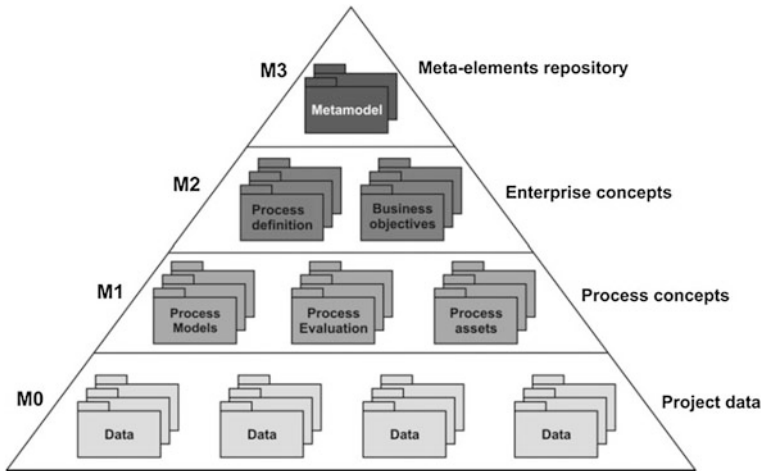 M3
Meta-elements repository
Metamodel
M2
Enterprise concepts
Process
definition
Business
objectives
M1
Process concepts
Process
Models
Process
Evaluation
Process
assets
M0
Project data
Data
Data
Data
Data